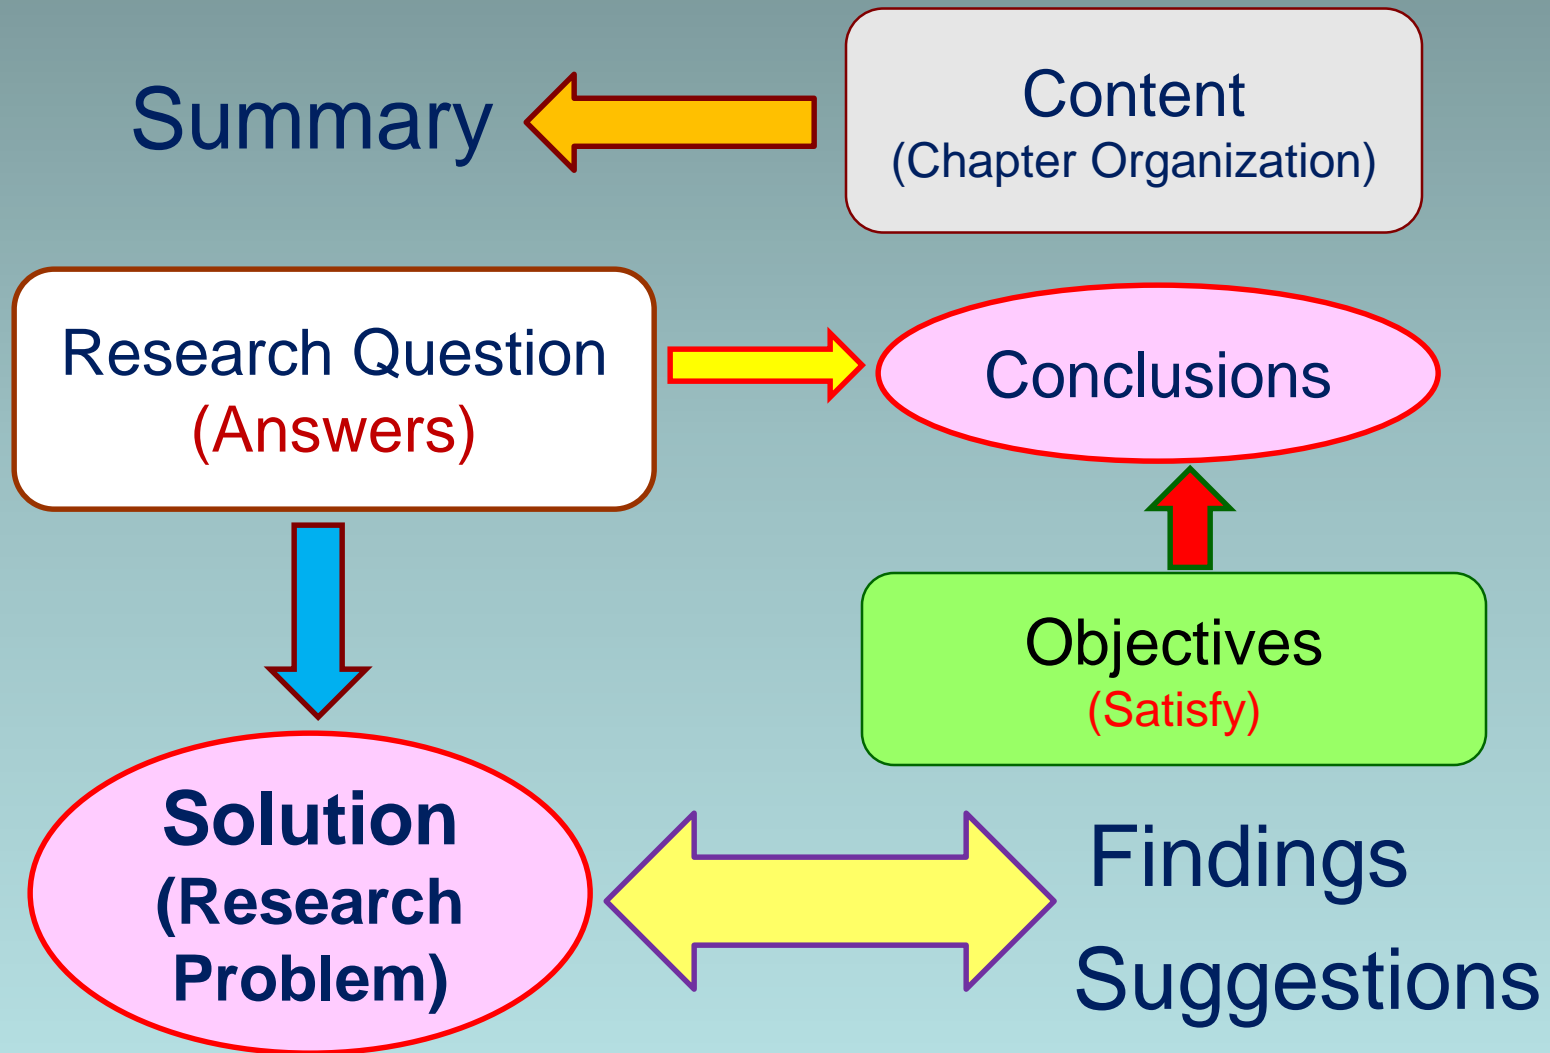 Summary
Content
(Chapter Organization)
Research Question
(Answers)
Conclusions
Objectives
(Satisfy)
Solution
(Research
Problem)
Findings
Suggestions